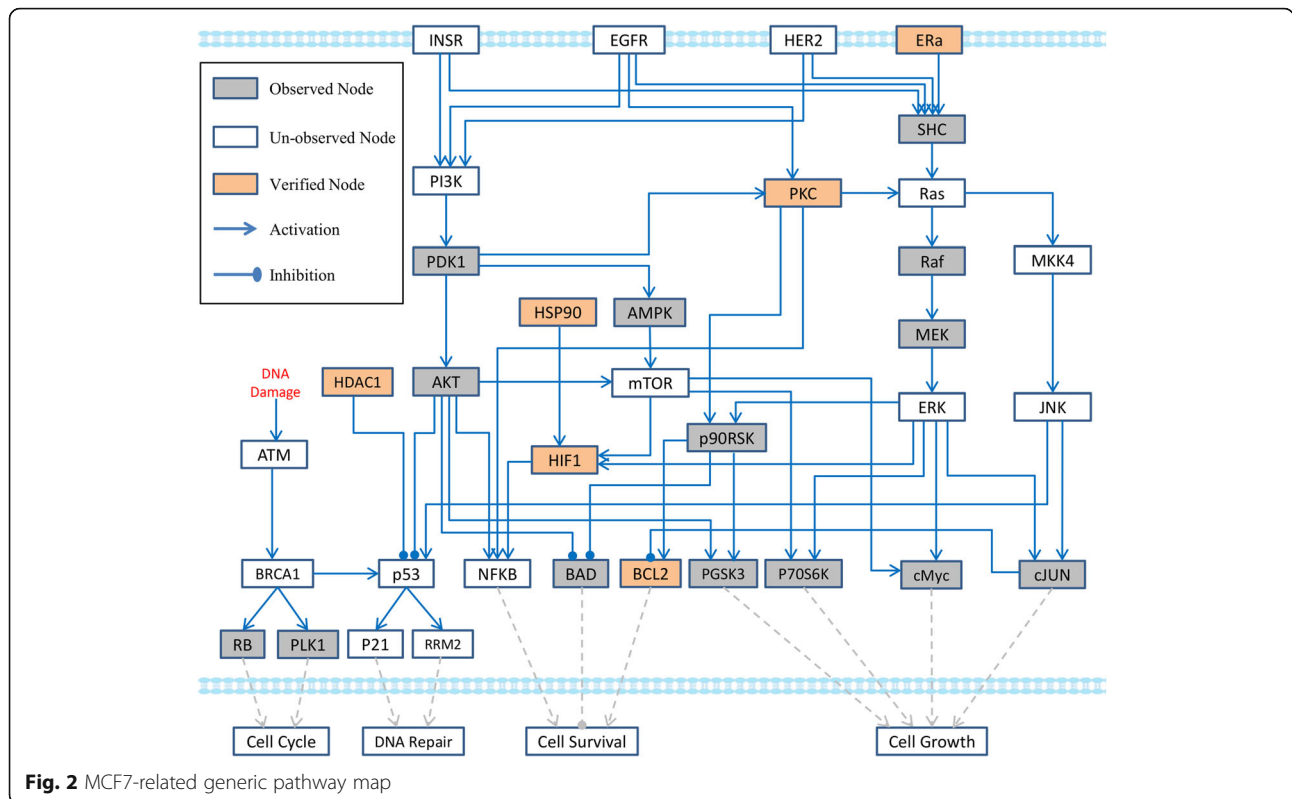 INSR
EGFR
HER2
ERa
Observed Node
Un-observed Node
Verified Node
Activation
Inhibition
SHC
PI3K
PKC
Ras
PDK1
Raf
MKK4
HSP90
AMPK
MEK
DNA
Damage
HDAC1
AKT
mTOR
ERK
JNK
ATM
HIF1
p90RSK
BRCA1
p53
NFKB
BAD
BCL2
PGSK3
P70S6K
cMyc
cJUN
RB
PLK1
P21
RRM2
Cell Cycle
DNA Repair
Cell Survival
Cell Growth
Fig. 2 MCF7-related generic pathway map